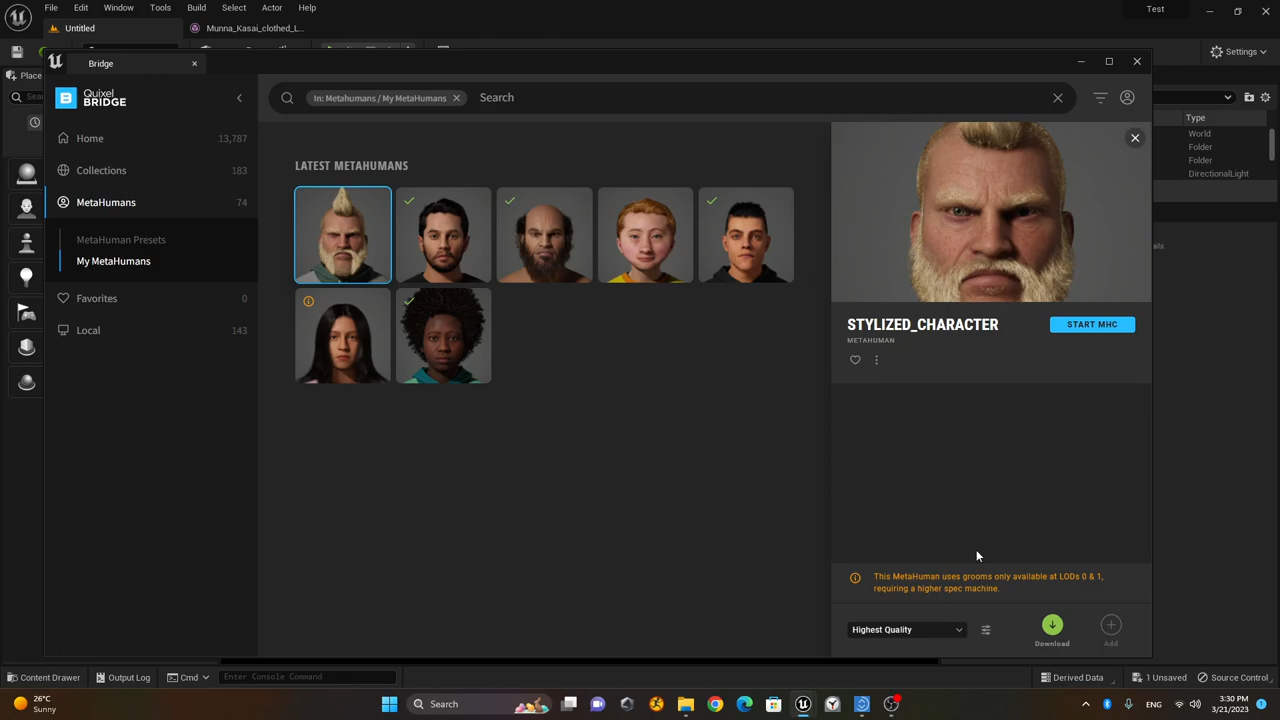 File Edit Window Tools Build Select Actor Help
Test
Untitled
Munna_Kasai_clothed_L...
Settings
Place
Bridge
Quixel
BRIDGE
In: Metahumans / My MetaHumans
Search
Type
World
Folder
Folder
DirectionalLight
Home 13,787
Collections 183
MetaHumans 74
MetaHuman Presets
My MetaHumans
Favorites 0
Local 143
LATEST METAHUMANS
STYLIZED_CHARACTER
START MHC
METAHUMAN
This MetaHuman uses grooms only available at LODs 0 & 1,
requiring a higher spec machine.
Highest Quality
Download
Add
Content Drawer
Output Log
Cmd
Enter Console Command
Derived Data
1 Unsaved
Source Control
26°C
Sunny
Search
ENG
3:30 PM
3/21/2023